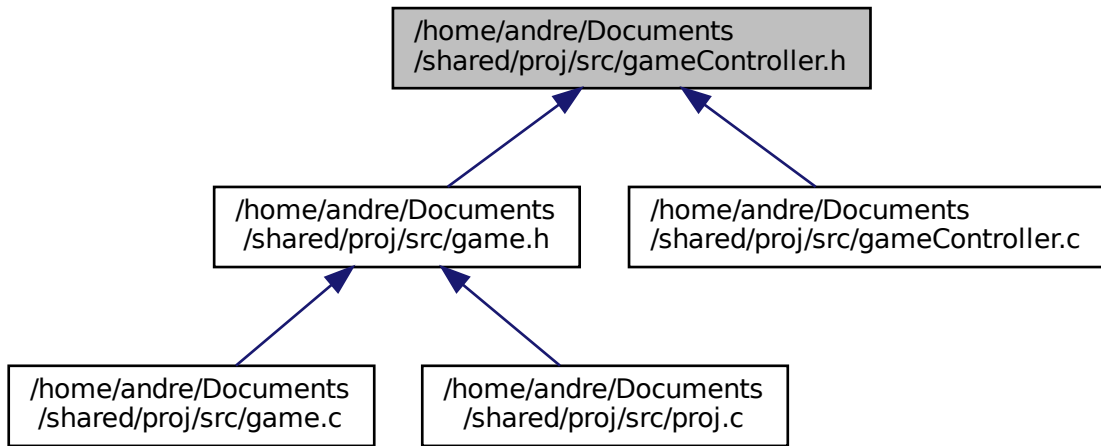 /home/andre/Documents
/shared/proj/src/gameController.h
/home/andre/Documents
/shared/proj/src/game.h
/home/andre/Documents
/shared/proj/src/gameController.c
/home/andre/Documents
/shared/proj/src/game.c
/home/andre/Documents
/shared/proj/src/proj.c